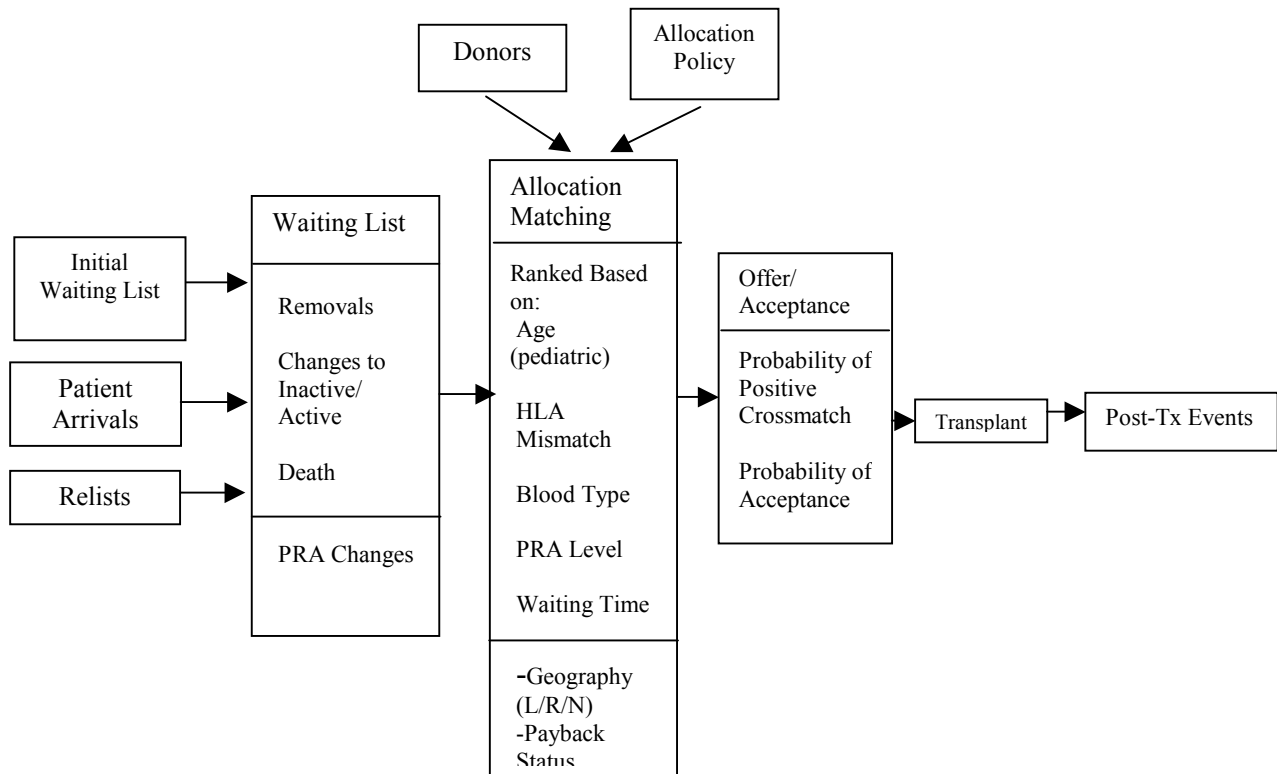 Donors
Allocation
Policy
Initial
Waiting List
Patient
Arrivals
Relists
Waiting List
Removals
Changes to
Inactive/
Active
Death
PRA Changes
Allocation
Matching
Ranked Based
on:
Age
(pediatric)
HLA
Mismatch
Blood Type
PRA Level
Waiting Time
-Geography
(L/R/N)
-Payback
Status
Offer/
Acceptance
Probability of
Positive
Crossmatch
Probability of
Acceptance
Transplant
Post-Tx Events